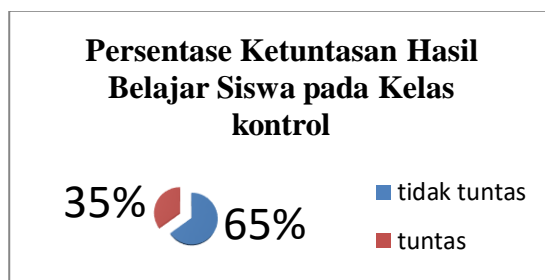 Persentase Ketuntasan Hasil
Belajar Siswa pada Kelas
kontrol
35%
65%
tidak tuntas
tuntas